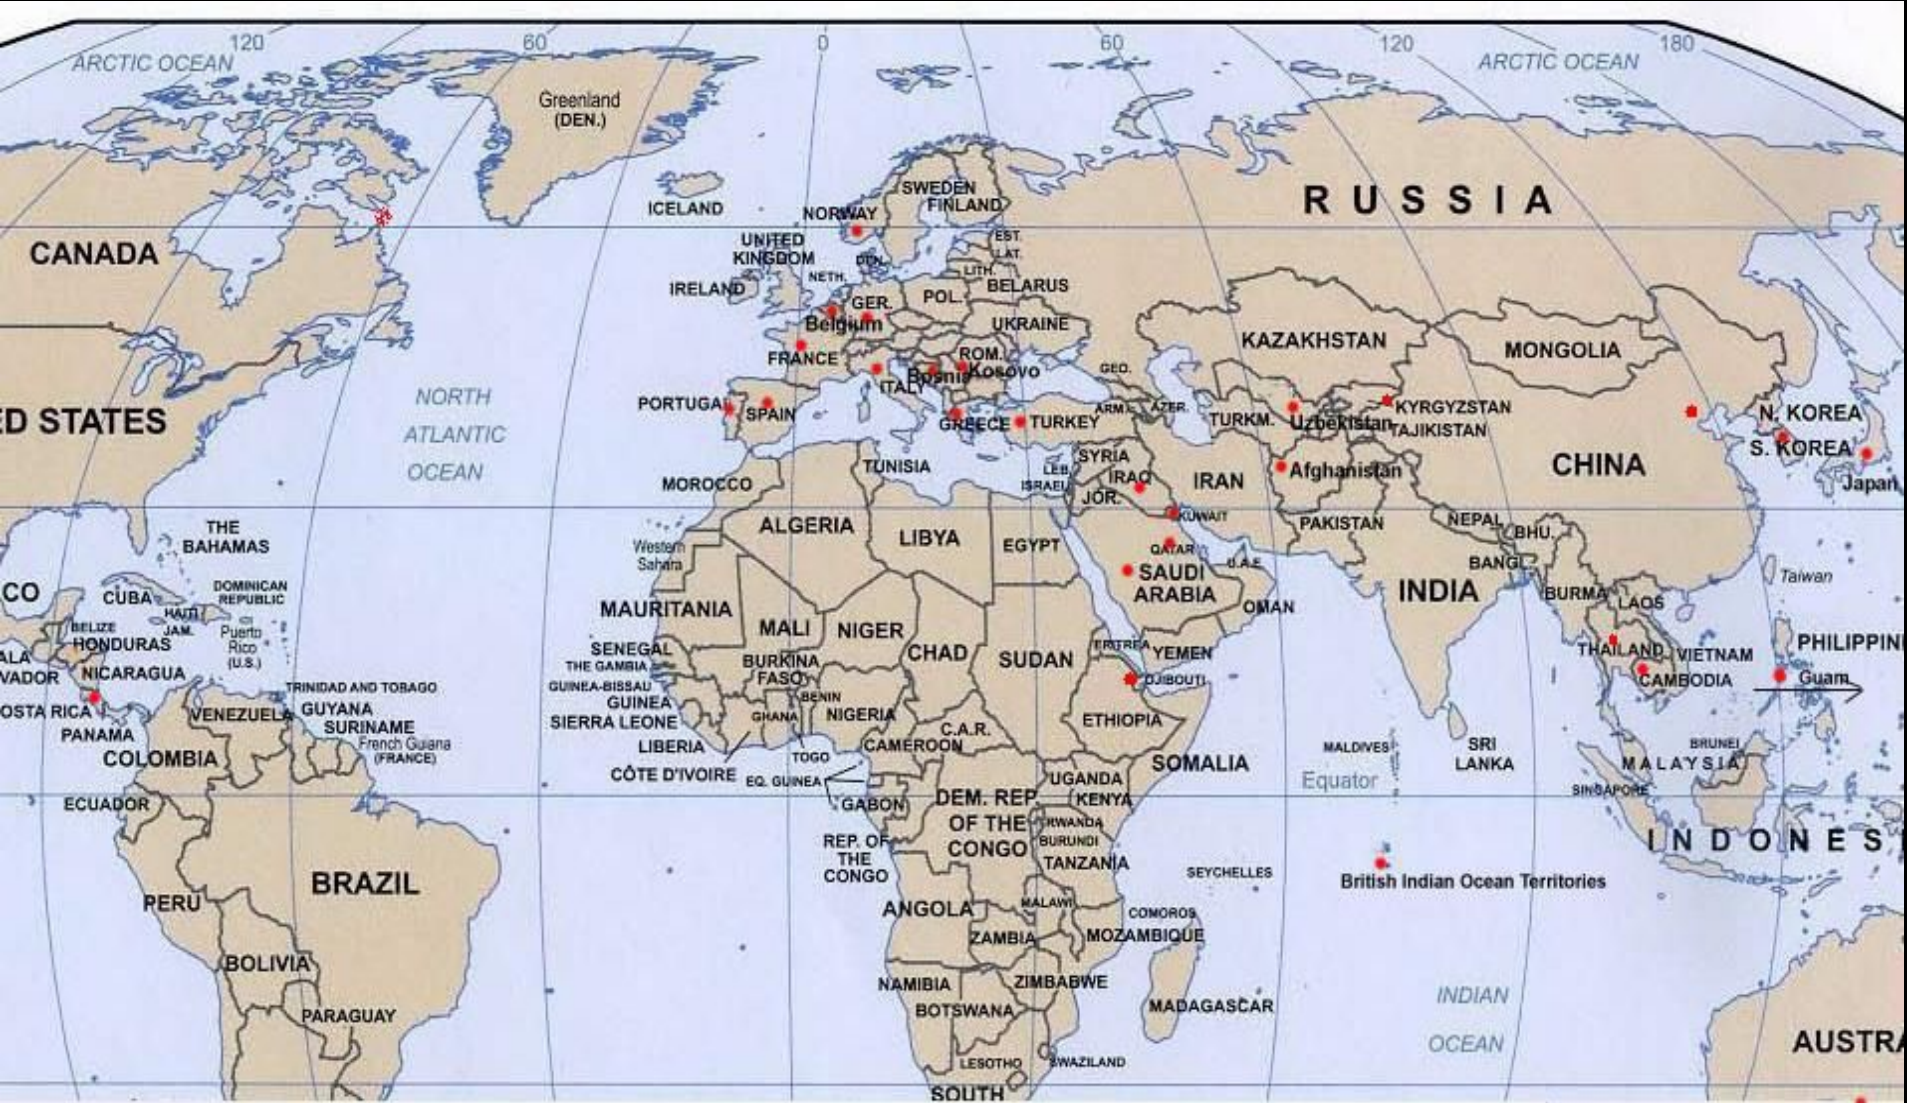 120
60
0
60
120
180
ARCTIC OCEAN
ARCTIC OCEAN
Greenland
(DEN.)
ICELAND
NORWAY
SWEDEN
FINLAND
RUSSIA
CANADA
UNITED
KINGDOM
IRELAND
NETH.
DEN.
EST.
LAT.
LITH.
BELARUS
POL.
GER.
Belgium
UKRAINE
FRANCE
ROM.
Bosnia
Kosovo
ITALY
PORTUGAL
SPAIN
GREECE
TURKEY
GEO.
ARM.
AZER.
KAZAKHSTAN
MONGOLIA
TURKM.
Uzbekistan
KYRGYZSTAN
TAJIKISTAN
N. KOREA
S. KOREA
Japan
CHINA
ED STATES
NORTH
ATLANTIC
OCEAN
MOROCCO
TUNISIA
LEB.
ISRAEL
SYRIA
IRAQ
JOR.
IRAN
Afghanistan
KUWAIT
PAKISTAN
NEPAL
BHU.
BANGL.
THE
BAHAMAS
Western
Sahara
ALGERIA
LIBYA
EGYPT
QATAR
U.A.E
SAUDI
ARABIA
OMAN
INDIA
BURMA
LAOS
Taiwan
CO
CUBA
DOMINICAN
REPUBLIC
HAITI
JAM.
BELIZE
HONDURAS
Puerto
Rico
(U.S.)
ALA
VADOR
NICARAGUA
OSTA RICA
PANAMA
MAURITANIA
MALI
NIGER
CHAD
SUDAN
ERITREA
YEMEN
DJIBOUTI
THAILAND
VIETNAM
CAMBODIA
PHILIPPIN
Guam
SENEGAL
THE GAMBIA
GUINEA-BISSAU
GUINEA
SIERRA LEONE
LIBERIA
BURKINA
FASO
BENIN
GHANA
NIGERIA
TOGO
CÔTE D'IVOIRE
EQ. GUINEA
CAMEROON
C.A.R.
ETHIOPIA
SOMALIA
MALDIVES
SRI
LANKA
BRUNEI
MALAYSIA
SINGAPORE
TRINIDAD AND TOBAGO
VENEZUELA
GUYANA
SURINAME
French Guiana
(FRANCE)
COLOMBIA
ECUADOR
Equator
GABON
REP. OF
THE
CONGO
DEM. REP
OF THE
CONGO
UGANDA
KENYA
RWANDA
BURUNDI
TANZANIA
SEYCHELLES
British Indian Ocean Territories
INDONES
PERU
BRAZIL
ANGOLA
MALAWI
COMOROS
ZAMBIA
MOZAMBIQUE
BOLIVIA
NAMIBIA
ZIMBABWE
BOTSWANA
MADAGASCAR
PARAGUAY
INDIAN
OCEAN
AUSTRA
LESOTHO
SWAZILAND
SOUTH